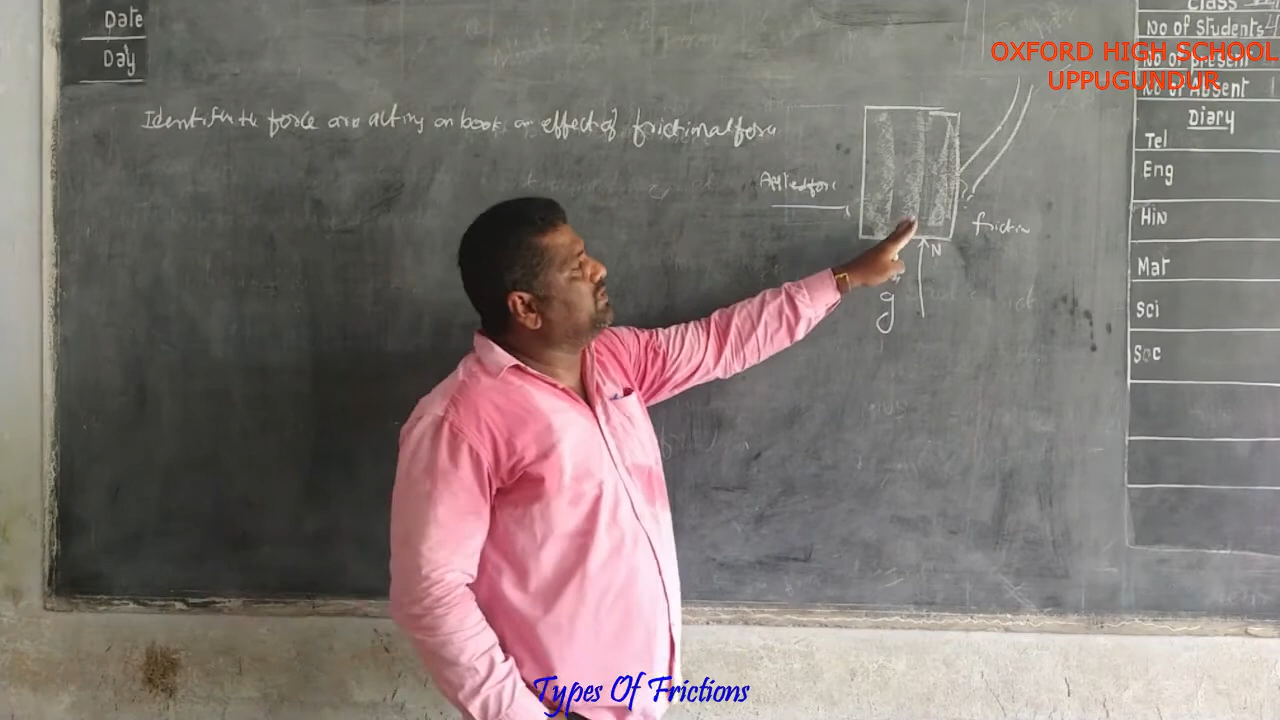 Date
Day
Identify the force are acting on book on effect of frictional force
Applied force
friction
N
g
Class
No of Students
No of present
No of Absent
Diary
Tel
Eng
Hin
Mat
Sci
Soc
OXFORD HIGH SCHOOL
UPPUGUNDUR
Types Of Frictions